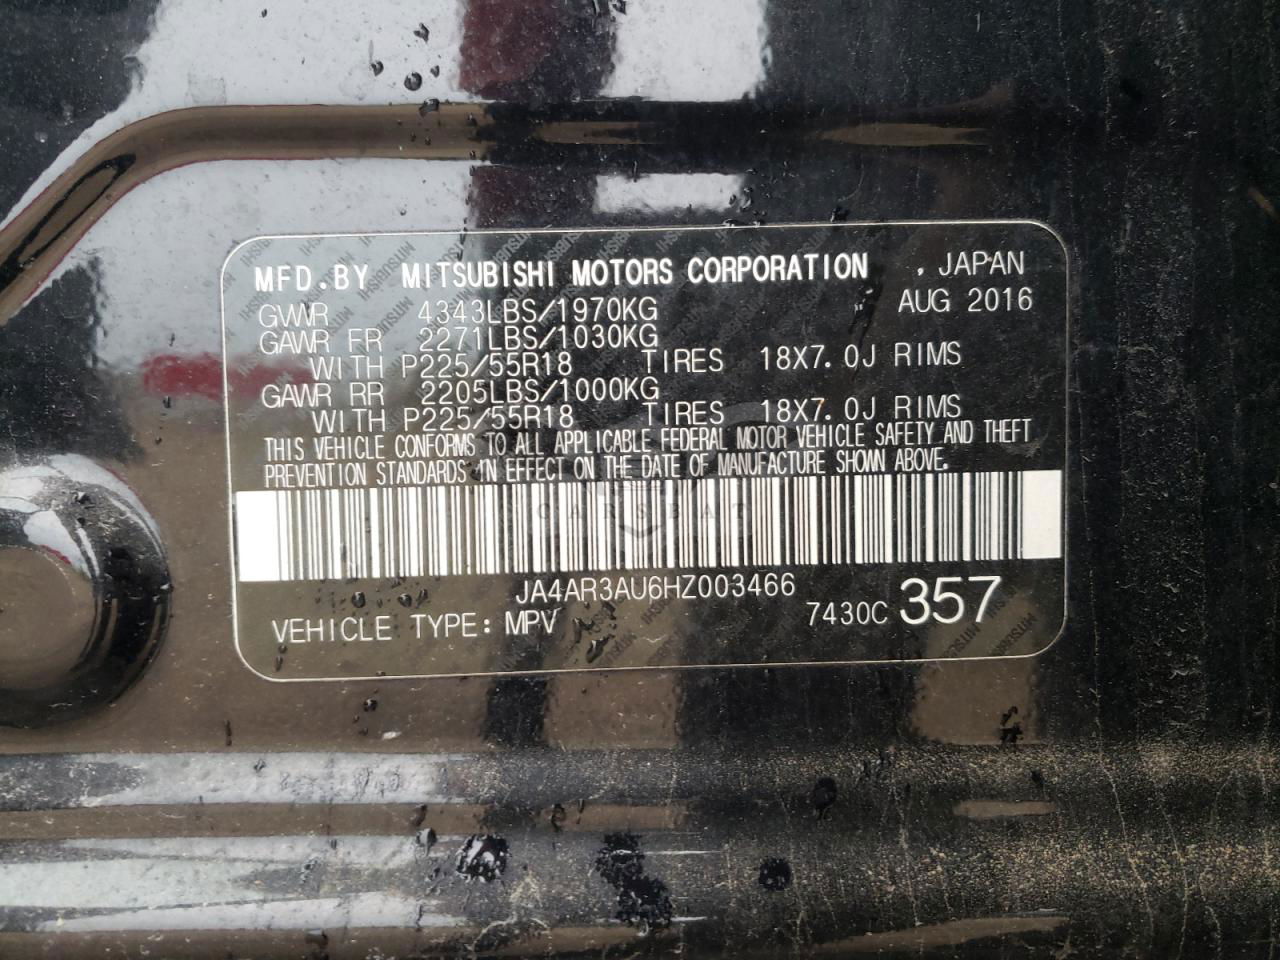 MFD.BY MITSUBISHI MOTORS CORPORATION , JAPAN
GVWR 4343LBS/1970KG AUG 2016
GAWR FR 2271LBS/1030KG
WITH P225/55R18 TIRES 18X7.0J RIMS
GAWR RR 2205LBS/1000KG
WITH P225/55R18 TIRES 18X7.0J RIMS
THIS VEHICLE CONFORMS TO ALL APPLICABLE FEDERAL MOTOR VEHICLE SAFETY AND THEFT
PREVENTION STANDARDS IN EFFECT ON THE DATE OF MANUFACTURE SHOWN ABOVE.
CARSBAT
JA4AR3AU6HZ003466
VEHICLE TYPE: MPV 7430C 357